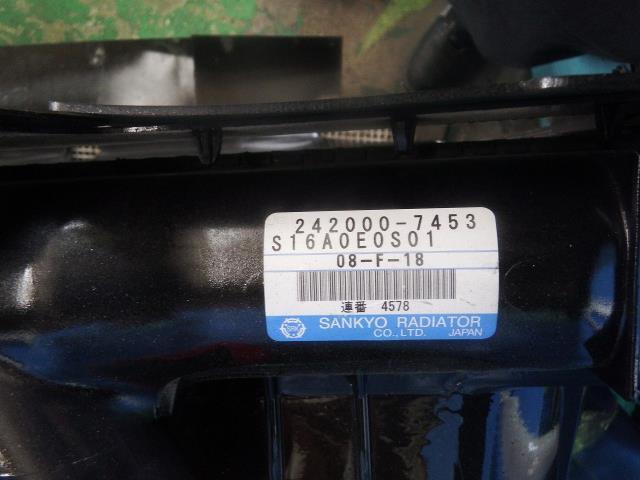 242000-7453
S16A0E0S01
08-F-18
連番 4578
SANKYO RADIATOR
CO.,LTD. JAPAN